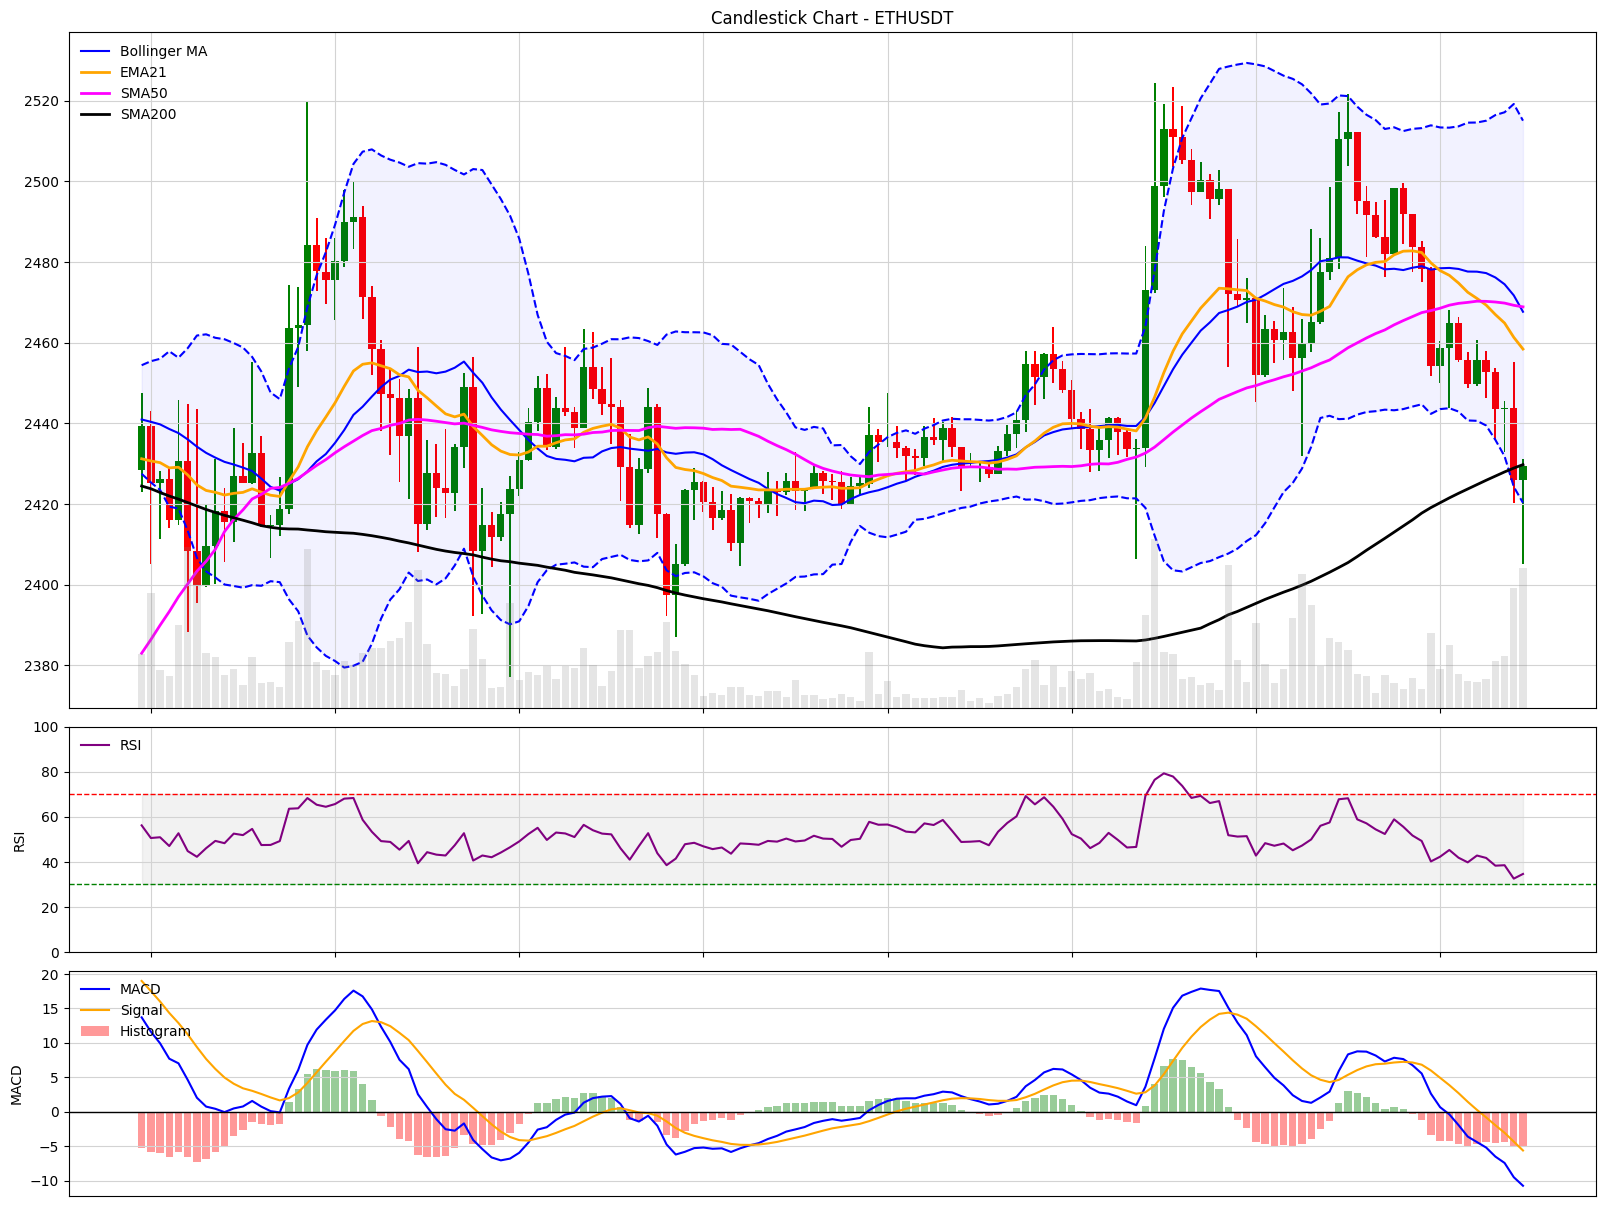 Candlestick Chart - ETHUSDT
Bollinger MA
EMA21
SMA50
SMA200
2520
2500
2480
2460
2440
2420
2400
2380
RSI
100
80
60
40
20
0
RSI
MACD
Signal
Histogram
20
15
10
5
0
−5
−10
MACD